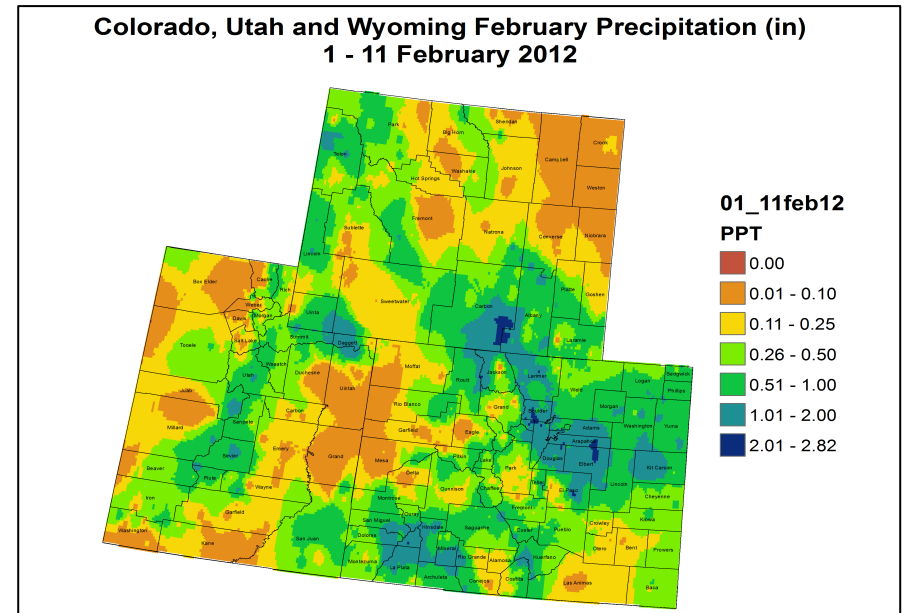 Colorado, Utah and Wyoming February Precipitation (in)
1 - 11 February 2012
Park
Sheridan
Big Horn
Crook
Teton
Campbell
Washakie
Johnson
Hot Springs
Weston
Fremont
Sublette
Natrona
Converse
Niobrara
Lincoln
Platte
Box Elder
Cache
Rich
Goshen
Sweetwater
Carbon
Albany
Weber
Morgan
Davis
Uinta
Salt Lake
Summit
Daggett
Laramie
Tooele
Wasatch
Duchesne
Moffat
Jackson
Larimer
Sedgwick
Utah
Uintah
Routt
Weld
Logan
Phillips
Juab
Rio Blanco
Grand
Boulder
Morgan
Carbon
Sanpete
Garfield
Eagle
Adams
Washington
Yuma
Millard
Arapahoe
Emery
Grand
Mesa
Pitkin
Lake
Park
Douglas
Elbert
Kit Carson
Sevier
Delta
Beaver
Piute
Wayne
Gunnison
Chaffee
Teller
El Paso
Lincoln
Cheyenne
Iron
Garfield
Montrose
Ouray
Fremont
San Miguel
Hinsdale
Saguache
Custer
Pueblo
Crowley
Kiowa
Washington
Kane
San Juan
Dolores
Mineral
Rio Grande
Alamosa
Huerfano
Otero
Bent
Prowers
Montezuma
La Plata
Archuleta
Conejos
Costilla
Las Animas
Baca
01_11feb12
PPT
0.00
0.01 - 0.10
0.11 - 0.25
0.26 - 0.50
0.51 - 1.00
1.01 - 2.00
2.01 - 2.82